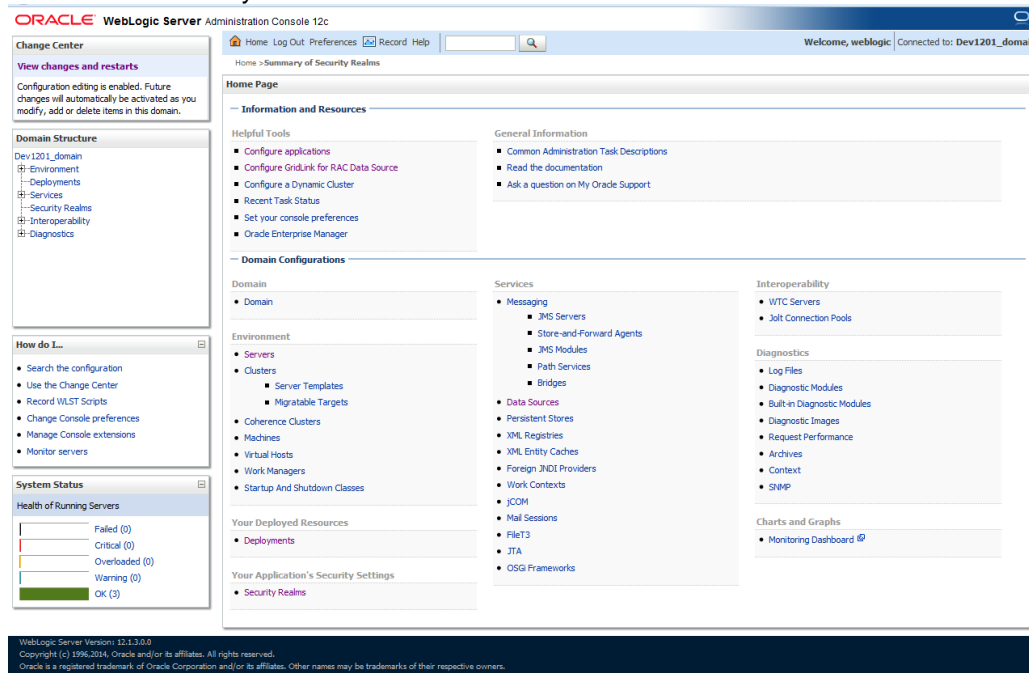 ORACLE WebLogic Server Administration Console 12c
Change Center
View changes and restarts
Configuration editing is enabled. Future
changes will automatically be activated as you
modify, add or delete items in this domain.
Domain Structure
Dev1201_domain
Environment
Deployments
Services
Security Realms
Interoperability
Diagnostics
How do I...
Search the configuration
Use the Change Center
Record WLST Scripts
Change Console preferences
Manage Console extensions
Monitor servers
System Status
Health of Running Servers
Failed (0)
Critical (0)
Overloaded (0)
Warning (0)
OK (3)
Home Log Out Preferences Record Help
Welcome, weblogic Connected to: Dev1201_domai
Home >Summary of Security Realms
Home Page
Information and Resources
Helpful Tools
Configure applications
Configure GridLink for RAC Data Source
Configure a Dynamic Cluster
Recent Task Status
Set your console preferences
Oracle Enterprise Manager
General Information
Common Administration Task Descriptions
Read the documentation
Ask a question on My Oracle Support
Domain Configurations
Domain
Domain
Environment
Servers
Clusters
Server Templates
Migratable Targets
Coherence Clusters
Machines
Virtual Hosts
Work Managers
Startup And Shutdown Classes
Your Deployed Resources
Deployments
Your Application's Security Settings
Security Realms
Services
Messaging
JMS Servers
Store-and-Forward Agents
JMS Modules
Path Services
Bridges
Data Sources
Persistent Stores
XML Registries
XML Entity Caches
Foreign JNDI Providers
Work Contexts
jCOM
Mail Sessions
FileT3
JTA
OSGi Frameworks
Interoperability
WTC Servers
Jolt Connection Pools
Diagnostics
Log Files
Diagnostic Modules
Built-in Diagnostic Modules
Diagnostic Images
Request Performance
Archives
Context
SNMP
Charts and Graphs
Monitoring Dashboard
WebLogic Server Version: 12.1.3.0.0
Copyright (c) 1996,2014, Oracle and/or its affiliates. All rights reserved.
Oracle is a registered trademark of Oracle Corporation and/or its affiliates. Other names may be trademarks of their respective owners.